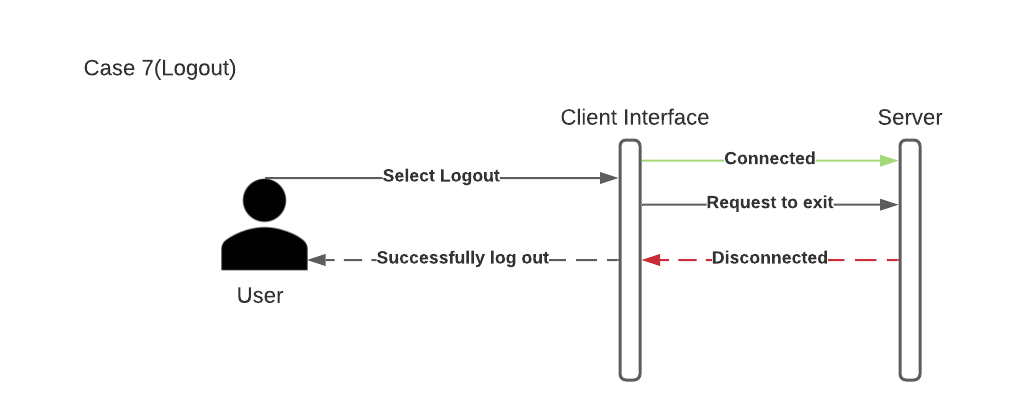 Case 7(Logout)
Client Interface
Server
Connected
Select Logout
Request to exit
Successfully log out
Disconnected
User